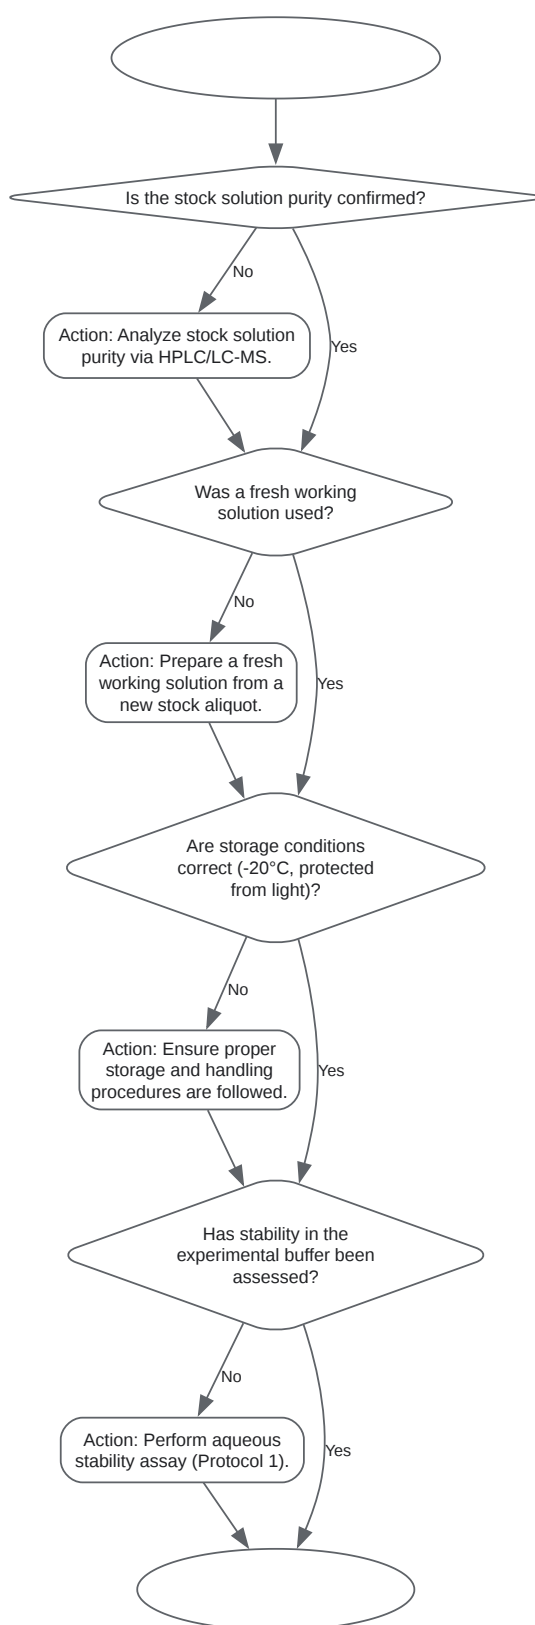 Is the stock solution purity confirmed?
No
Action: Analyze stock solution
purity via HPLC/LC-MS.
Yes
Was a fresh working
solution used?
No
Action: Prepare a fresh
working solution from a
new stock aliquot.
Yes
Are storage conditions
correct (-20°C, protected
from light)?
No
Action: Ensure proper
storage and handling
procedures are followed.
Yes
Has stability in the
experimental buffer been
assessed?
No
Action: Perform aqueous
stability assay (Protocol 1).
Yes